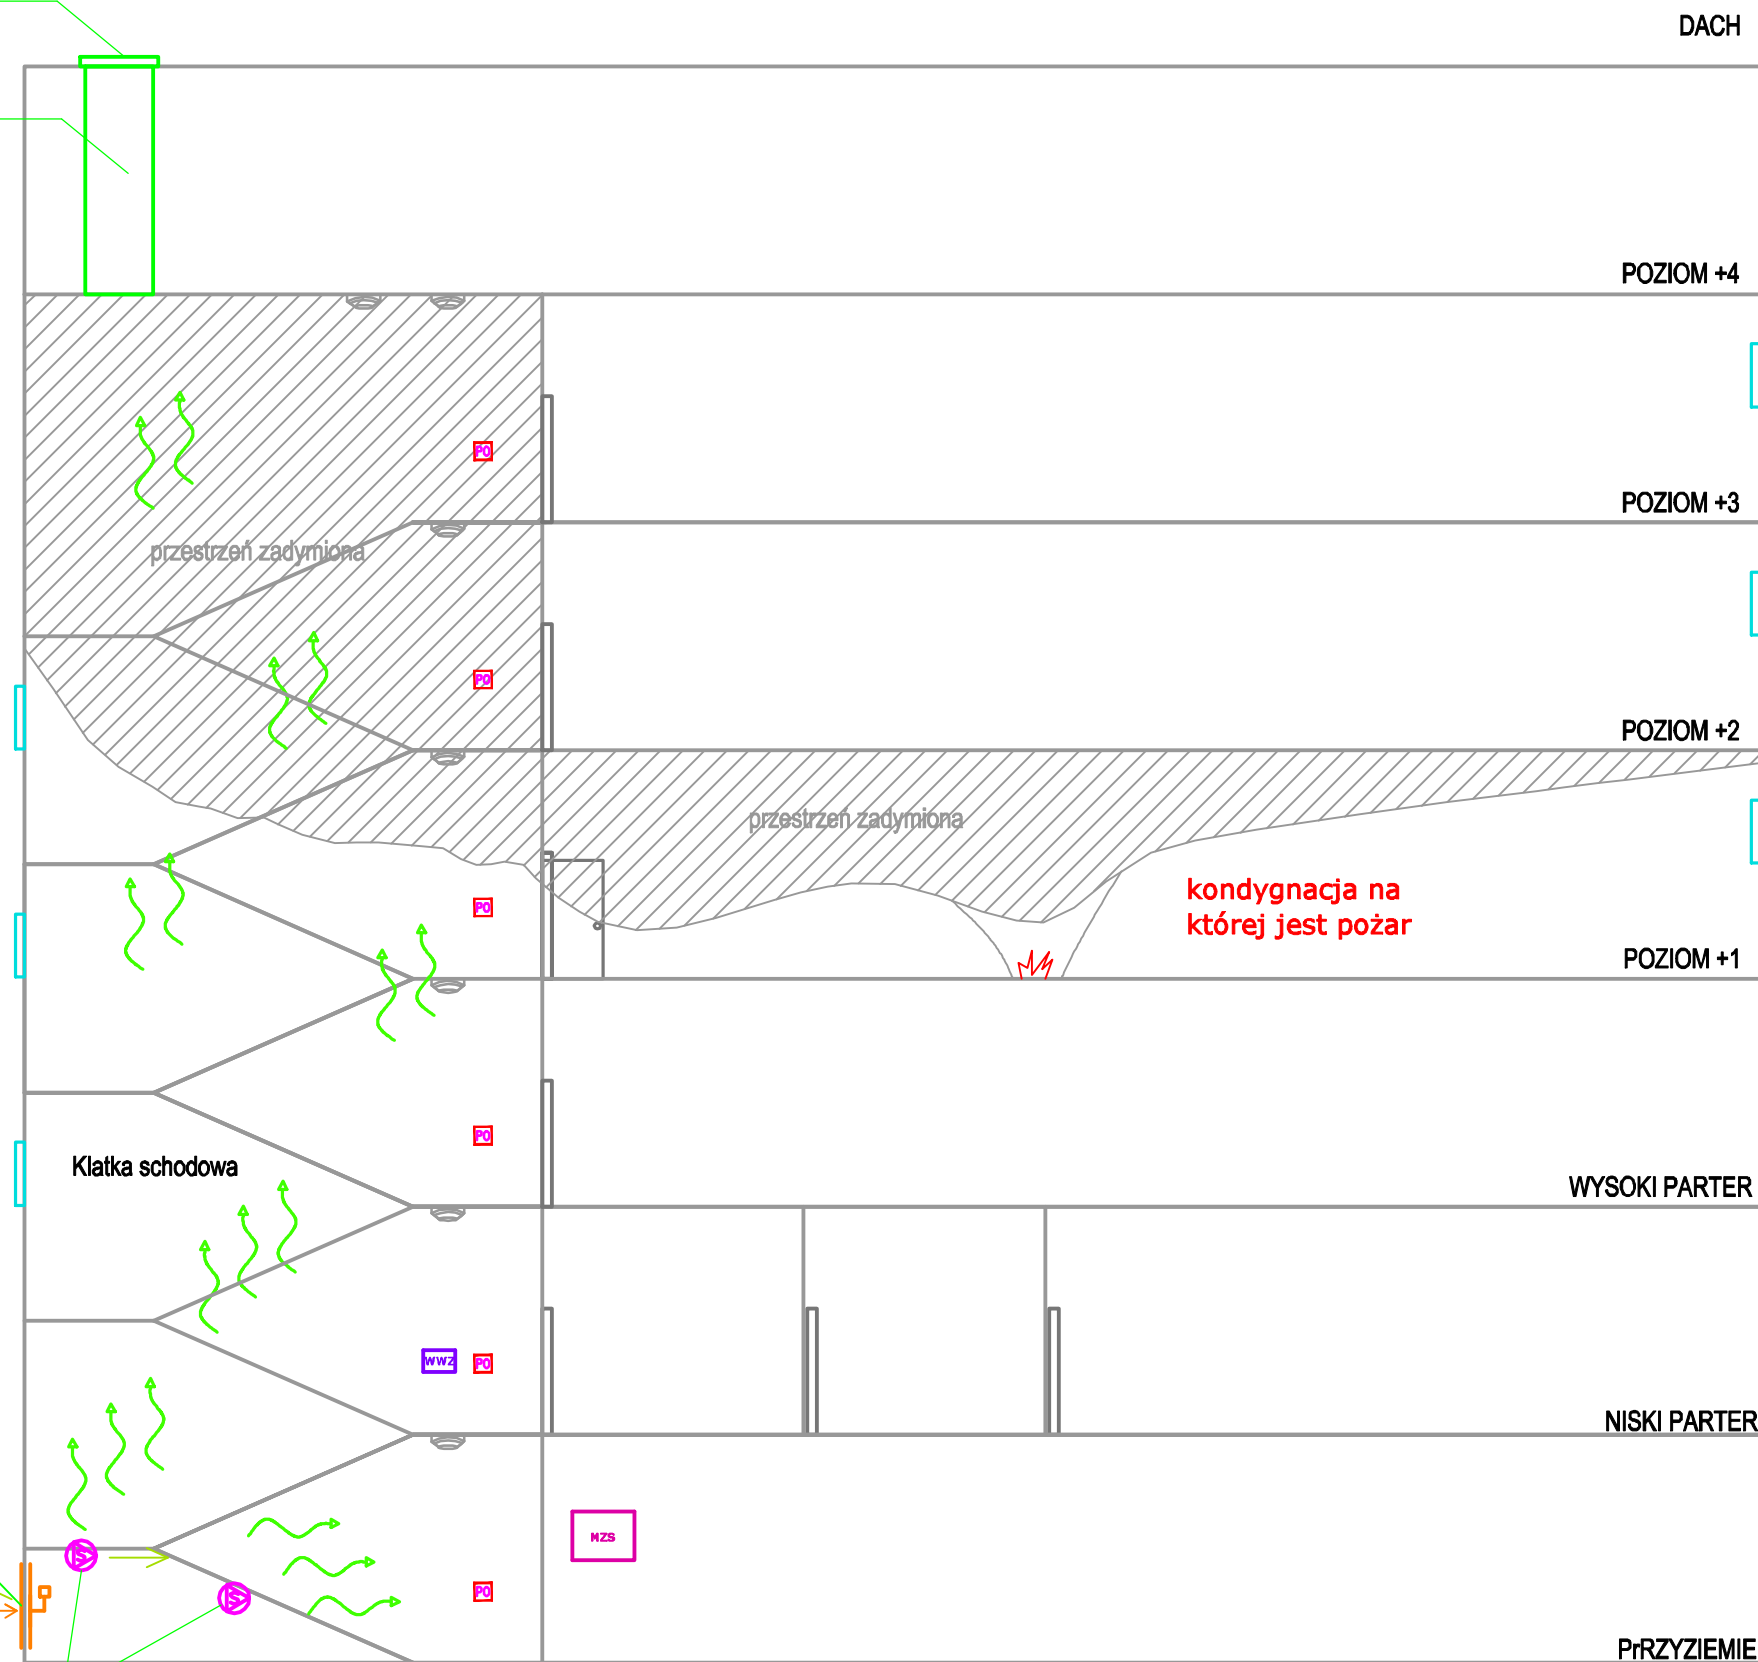 DACH
POZIOM +4
PO
POZIOM +3
przestrzeń zadymiona
PO
POZIOM +2
przestrzeń zadymiona
kondygnacja na
której jest pożar
PO
POZIOM +1
PO
Klatka schodowa
WYSOKI PARTER
WWZ
PO
NISKI PARTER
MZS
PO
PrRZYZIEMIE